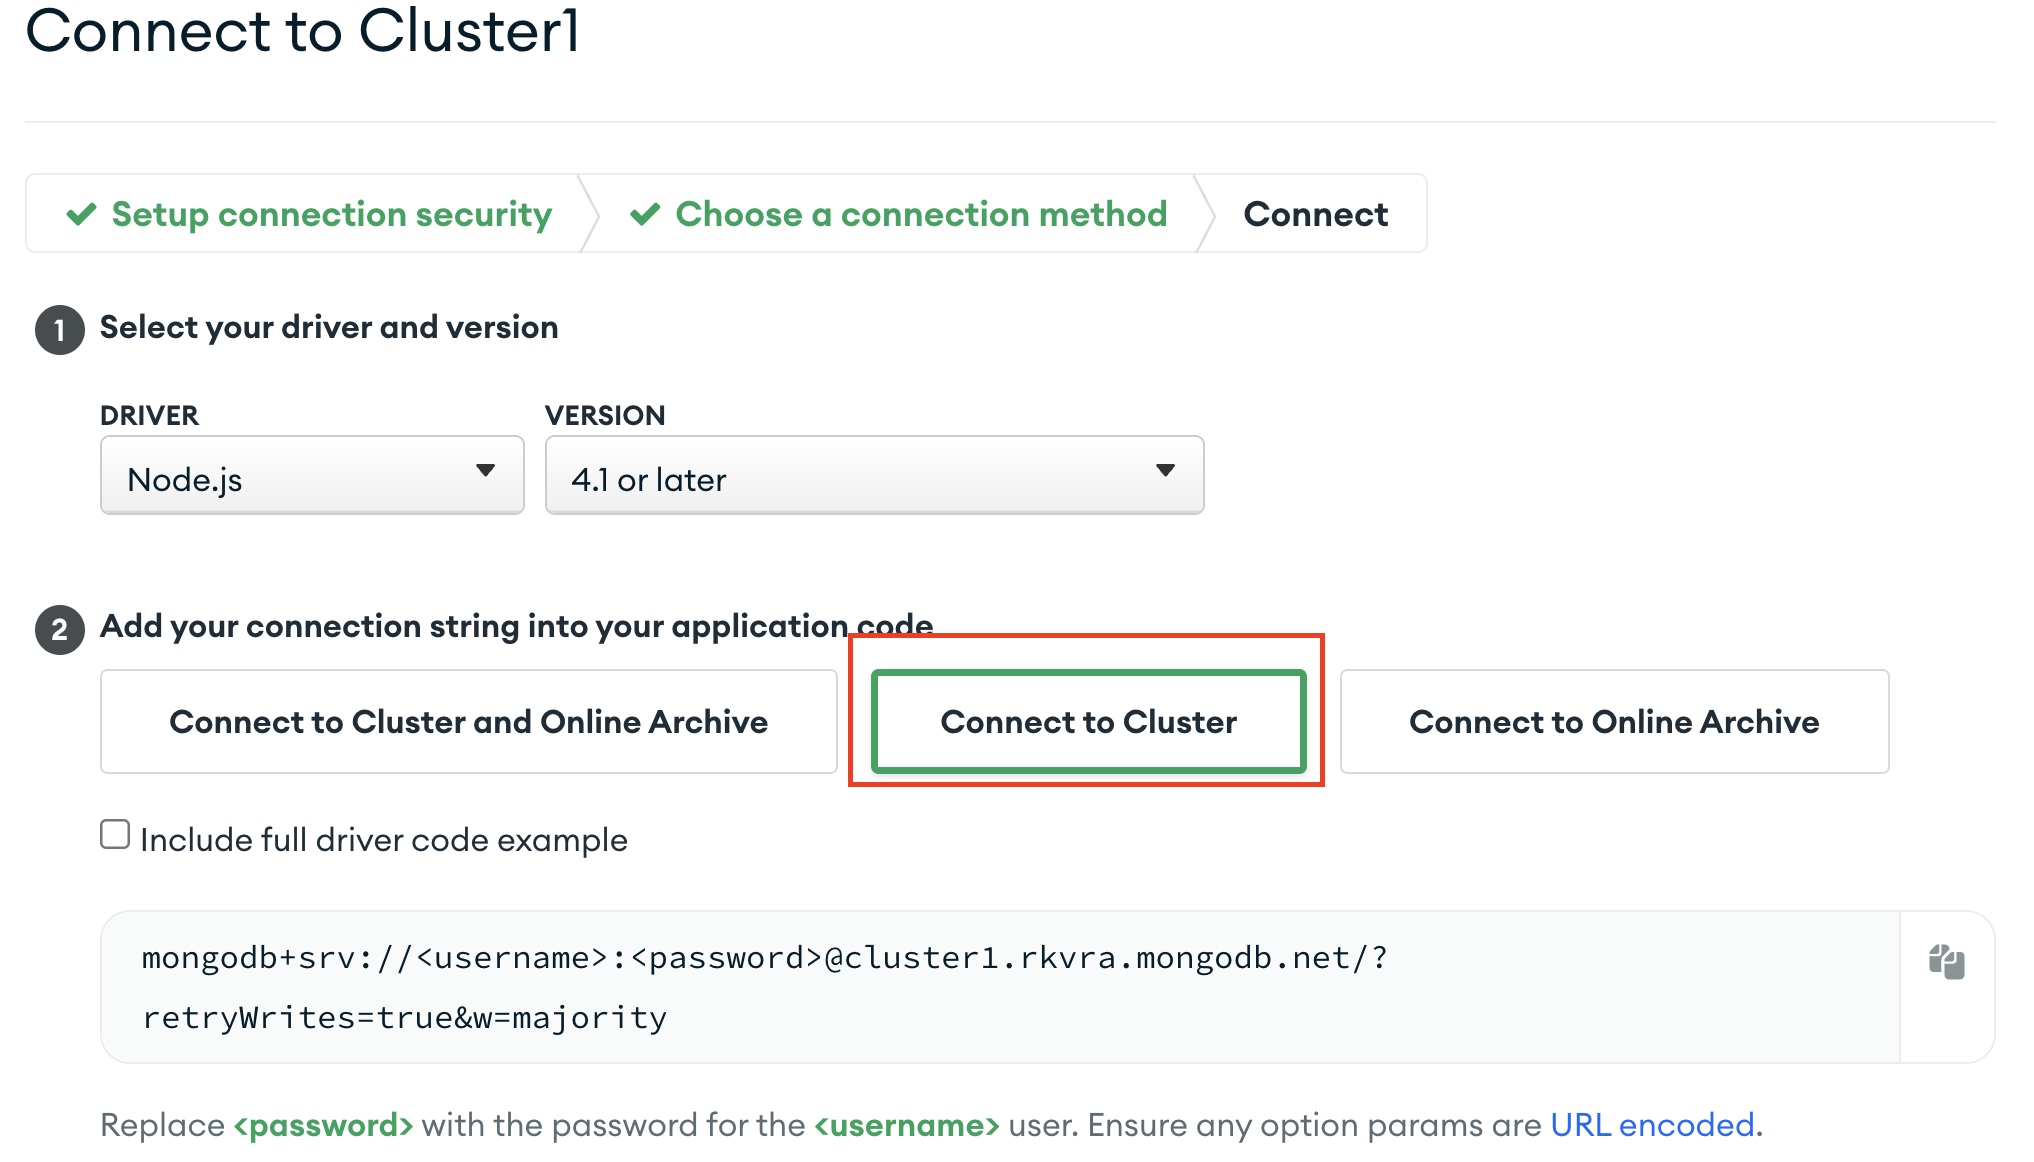 Connect to Cluster1
Setup connection security
Choose a connection method
Connect
1 Select your driver and version
DRIVER
VERSION
Node.js
4.1 or later
2 Add your connection string into your application code
Connect to Cluster and Online Archive
Connect to Cluster
Connect to Online Archive
Include full driver code example
mongodb+srv://<username>:<password>@cluster1.rkvra.mongodb.net/?
retryWrites=true&w=majority
Replace <password> with the password for the <username> user. Ensure any option params are URL encoded.